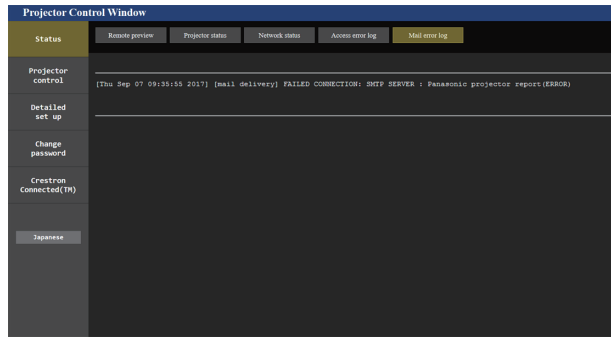 Projector Control Window
Status
Remote preview
Projector status
Network status
Access error log
Mail error log
[Thu Sep 07 09:35:55 2017] [mail delivery] FAILED CONNECTION: SMTP SERVER : Panasonic projector report(ERROR)
Projector
control
Detailed
set up
Change
password
Crestron
Connected(TM)
Japanese